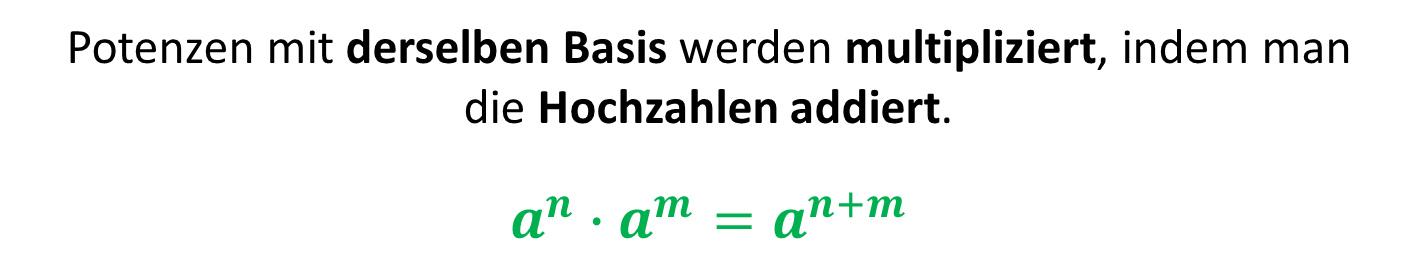 Potenzen mit derselben Basis werden multipliziert, indem man
die Hochzahlen addiert.
aⁿ · aᵐ = aⁿ⁺ᵐ